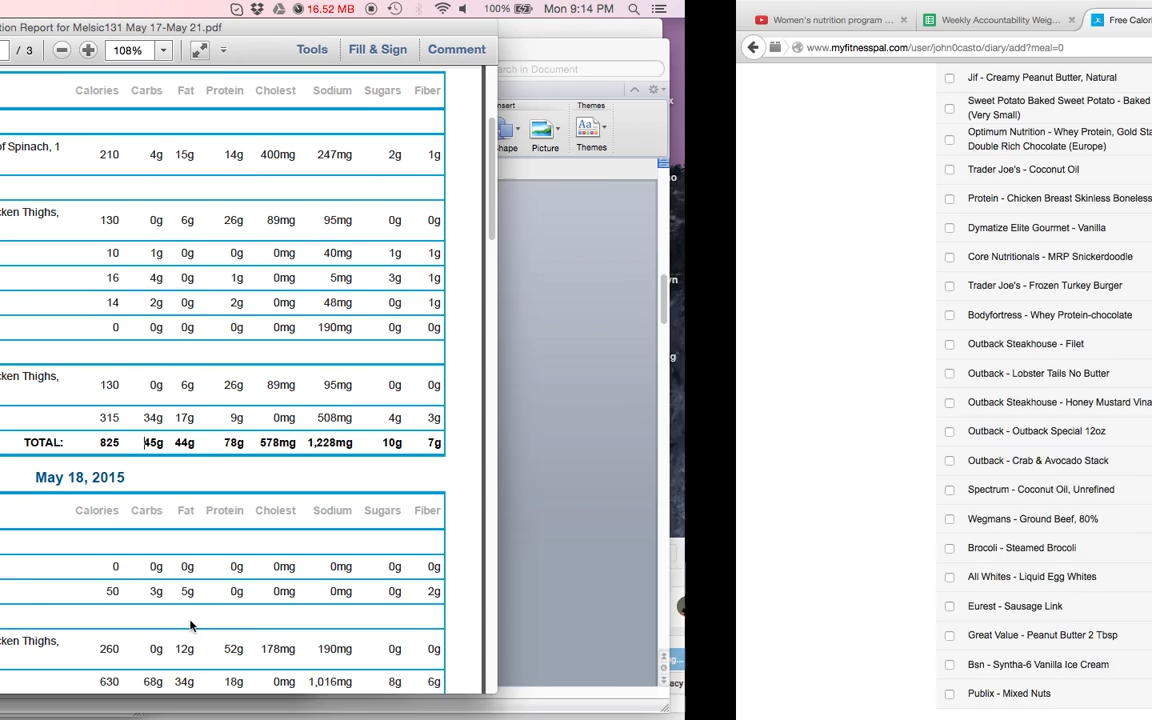 16.52 MB 100% Mon 9:14 PM
tion Report for Melsic131 May 17-May 21.pdf
/ 3 108% Tools Fill & Sign Comment
Calories Carbs Fat Protein Cholest Sodium Sugars Fiber
of Spinach, 1
210 4g 15g 14g 400mg 247mg 2g 1g
cken Thighs,
130 0g 6g 26g 89mg 95mg 0g 0g
10 1g 0g 0g 0mg 40mg 1g 1g
16 4g 0g 1g 0mg 5mg 3g 1g
14 2g 0g 2g 0mg 48mg 0g 1g
0 0g 0g 0g 0mg 190mg 0g 0g
cken Thighs,
130 0g 6g 26g 89mg 95mg 0g 0g
315 34g 17g 9g 0mg 508mg 4g 3g
TOTAL: 825 45g 44g 78g 578mg 1,228mg 10g 7g
May 18, 2015
Calories Carbs Fat Protein Cholest Sodium Sugars Fiber
0 0g 0g 0g 0mg 0mg 0g 0g
50 3g 5g 0g 0mg 0mg 0g 2g
cken Thighs,
260 0g 12g 52g 178mg 190mg 0g 0g
630 68g 34g 18g 0mg 1,016mg 8g 6g
arch in Document
nsert Themes
hape Picture Themes
Women's nutrition program ... Weekly Accountability Weig... Free Calori
www.myfitnesspal.com/user/john0casto/diary/add?meal=0
Jif - Creamy Peanut Butter, Natural
Sweet Potato Baked Sweet Potato - Baked
(Very Small)
Optimum Nutrition - Whey Protein, Gold Sta
Double Rich Chocolate (Europe)
Trader Joe's - Coconut Oil
Protein - Chicken Breast Skinless Boneless
Dymatize Elite Gourmet - Vanilla
Core Nutritionals - MRP Snickerdoodle
Trader Joe's - Frozen Turkey Burger
Bodyfortress - Whey Protein-chocolate
Outback Steakhouse - Filet
Outback - Lobster Tails No Butter
Outback Steakhouse - Honey Mustard Vina
Outback - Outback Special 12oz
Outback - Crab & Avocado Stack
Spectrum - Coconut Oil, Unrefined
Wegmans - Ground Beef, 80%
Brocoli - Steamed Brocoli
All Whites - Liquid Egg Whites
Eurest - Sausage Link
Great Value - Peanut Butter 2 Tbsp
Bsn - Syntha-6 Vanilla Ice Cream
Publix - Mixed Nuts